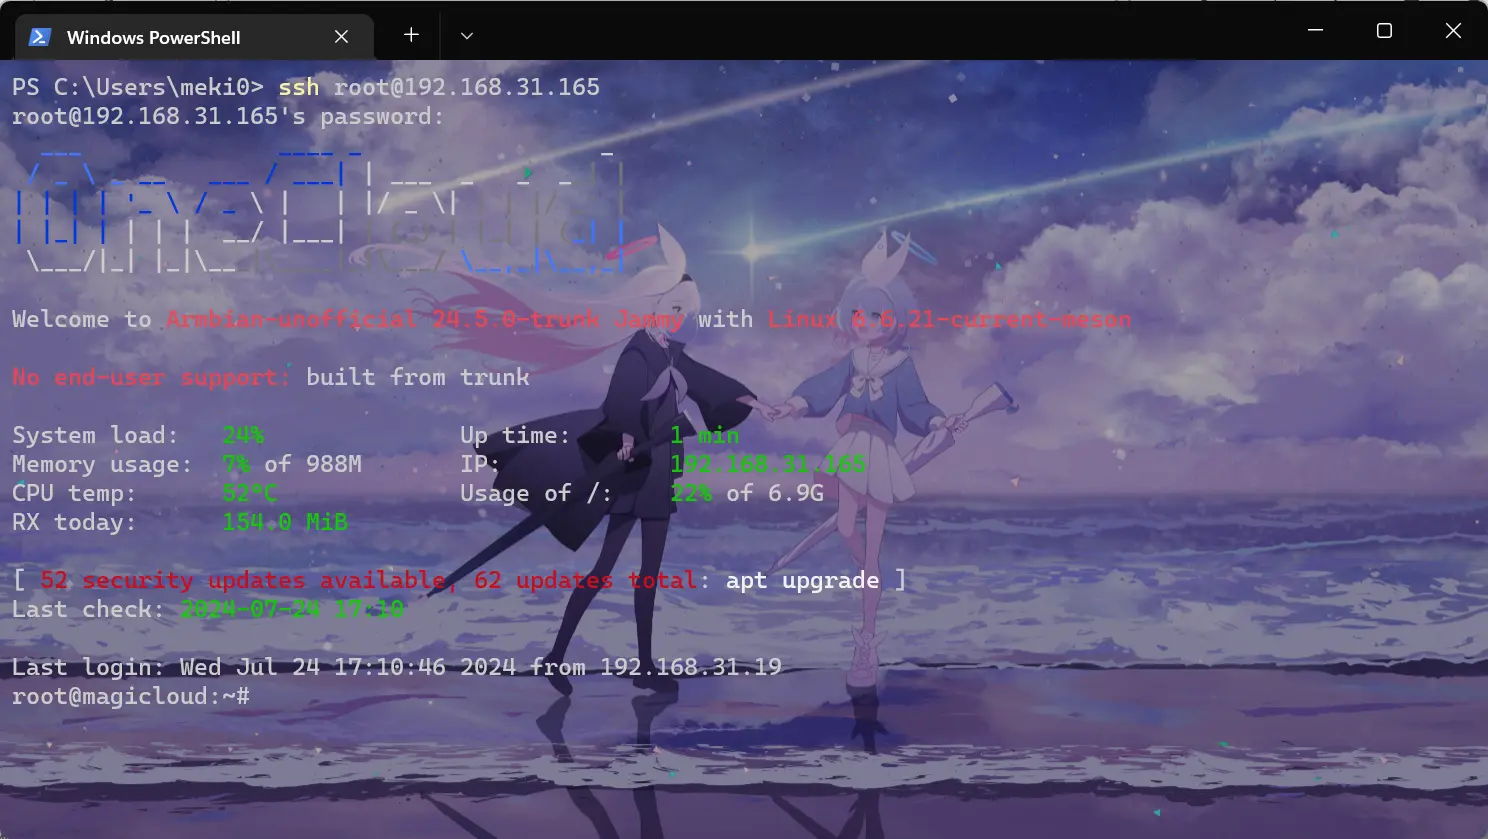 Windows PowerShell
PS C:\Users\meki0> ssh root@192.168.31.165
root@192.168.31.165's password:
Welcome to Armbian-unofficial 24.5.0-trunk Jammy with Linux 6.6.21-current-meson
No end-user support: built from trunk
System load: 24% Up time: 1 min
Memory usage: 7% of 988M IP: 192.168.31.165
CPU temp: 52°C Usage of /: 22% of 6.9G
RX today: 154.0 MiB
[ 52 security updates available, 62 updates total: apt upgrade ]
Last check: 2024-07-24 17:10
Last login: Wed Jul 24 17:10:46 2024 from 192.168.31.19
root@magicloud:~#